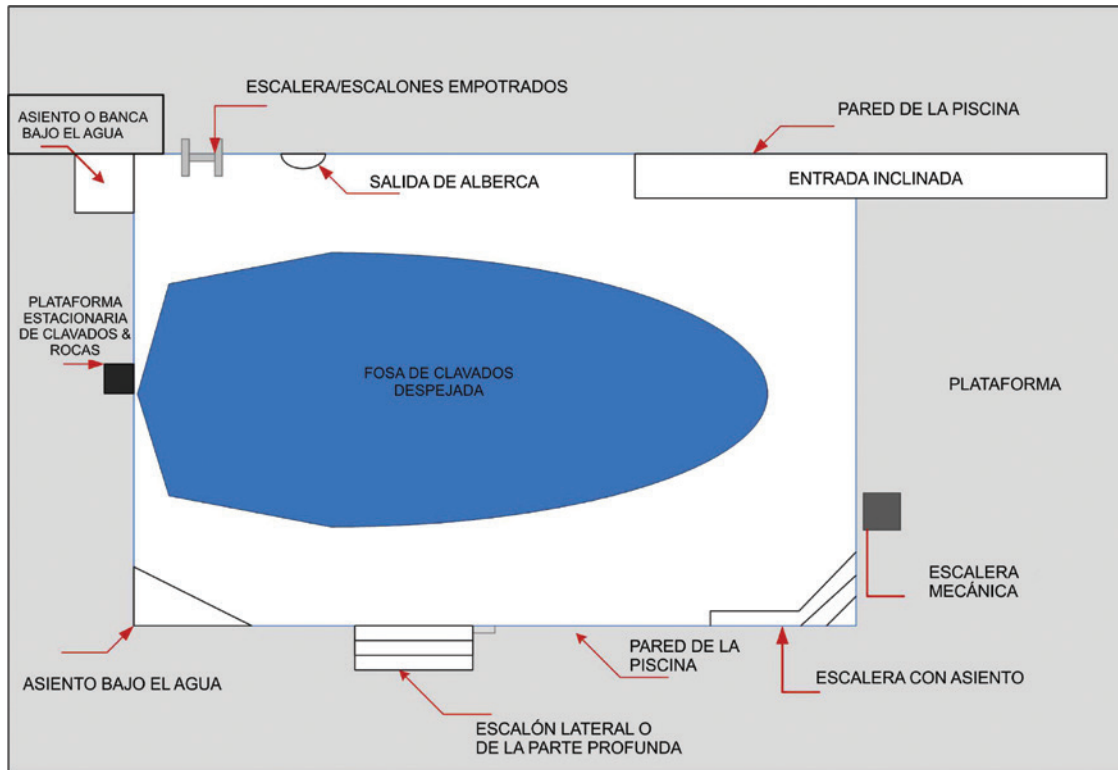 ESCALERA/ESCALONES EMPOTRADOS
ASIENTO O BANCA
BAJO EL AGUA
PARED DE LA PISCINA
SALIDA DE ALBERCA
ENTRADA INCLINADA
PLATAFORMA
ESTACIONARIA
DE CLAVADOS &
ROCAS
FOSA DE CLAVADOS
DESPEJADA
PLATAFORMA
ESCALERA
MECÁNICA
ASIENTO BAJO EL AGUA
ESCALÓN LATERAL O
DE LA PARTE PROFUNDA
PARED DE LA
PISCINA
ESCALERA CON ASIENTO